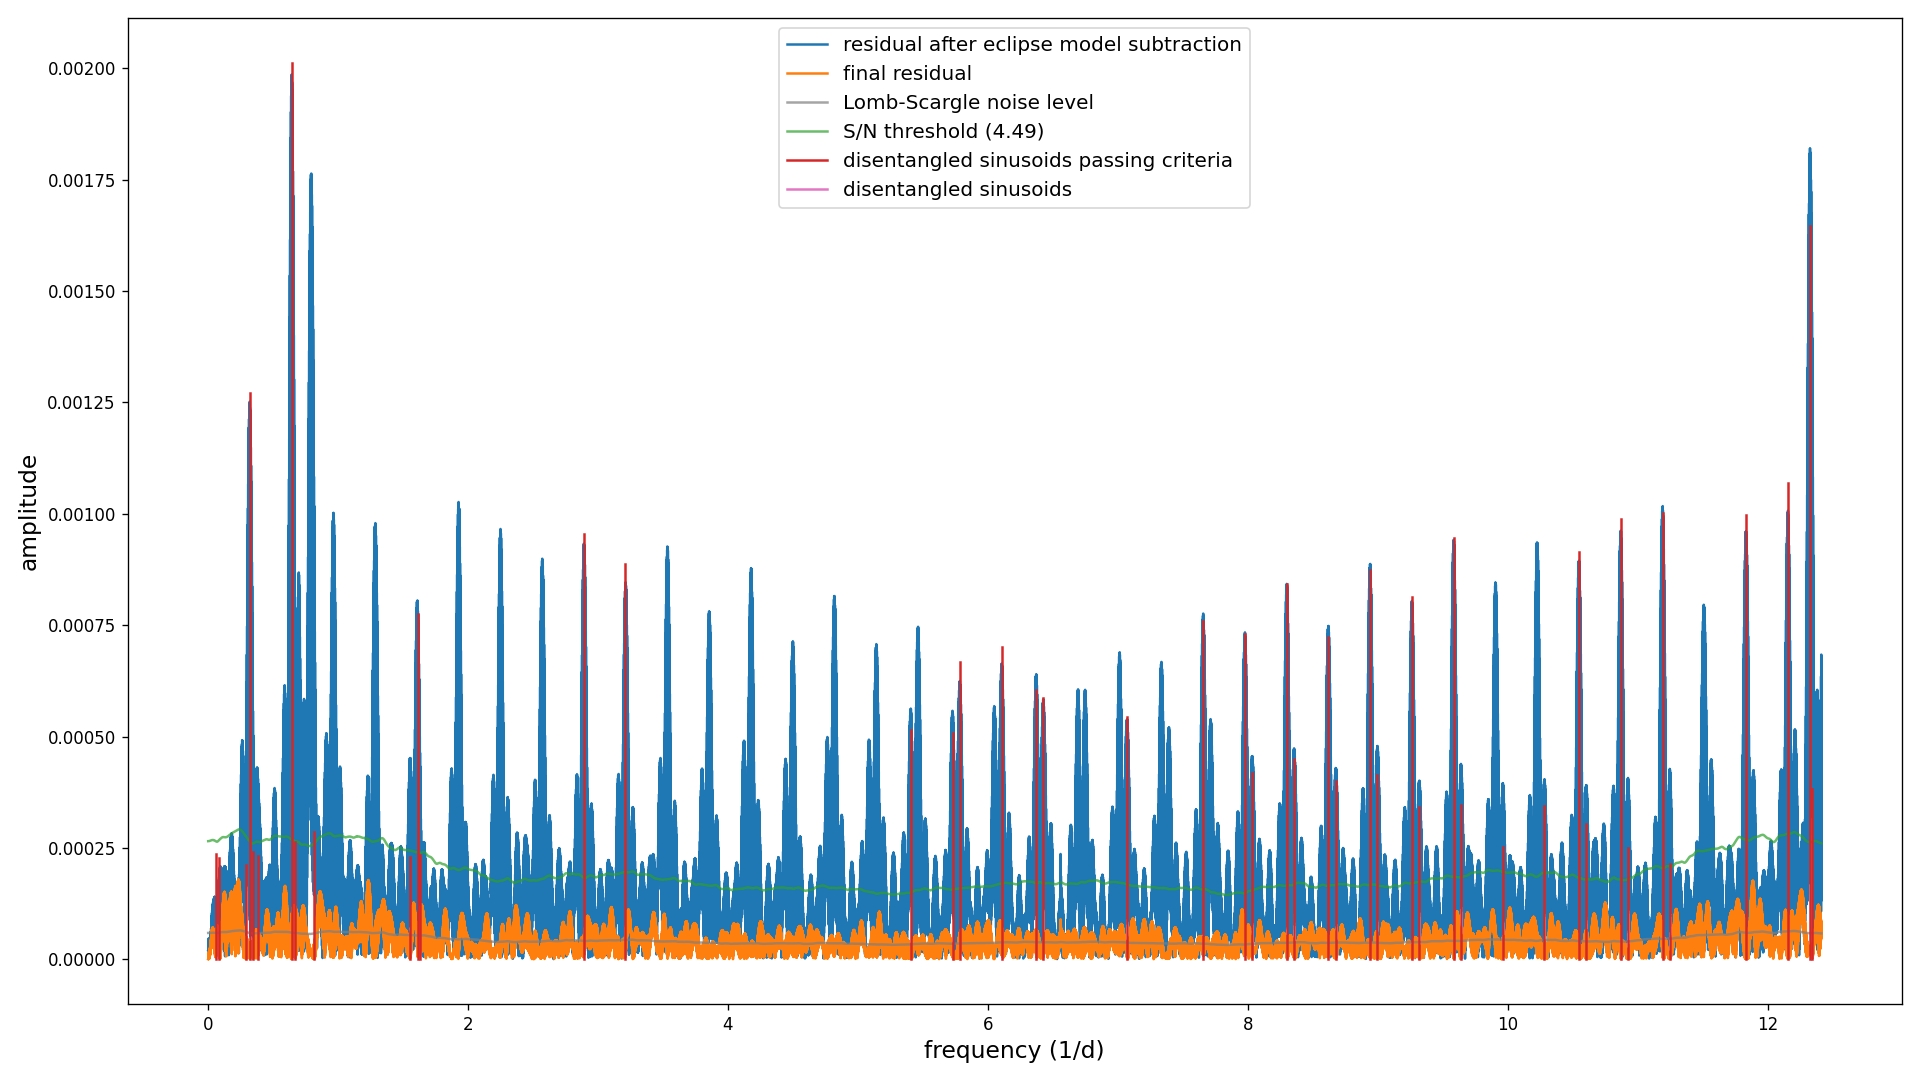 residual after eclipse model subtraction
final residual
Lomb-Scargle noise level
S/N threshold (4.49)
disentangled sinusoids passing criteria
disentangled sinusoids
amplitude
0.00200
0.00175
0.00150
0.00125
0.00100
0.00075
0.00050
0.00025
0.00000
0 2 4 6 8 10 12
frequency (1/d)